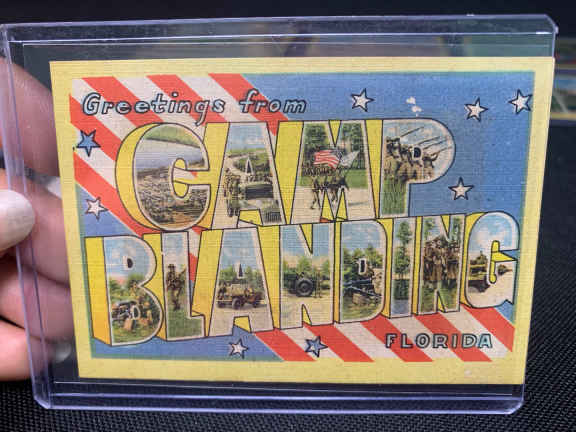 Greetings from
CAMP
BLANDING
FLORIDA